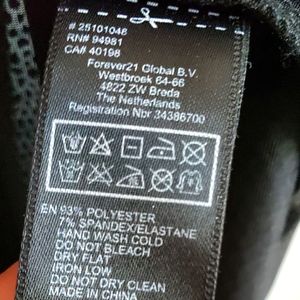 # 25101046
RN# 94981
CA# 40198
Forever21 Global B.V.
Westbroek 64-66
4822 ZW Breda
The Netherlands
Registration Nbr 34386700
EN 93% POLYESTER
7% SPANDEX/ELASTANE
HAND WASH COLD
DO NOT BLEACH
DRY FLAT
IRON LOW
DO NOT DRY CLEAN
MADE IN CHINA